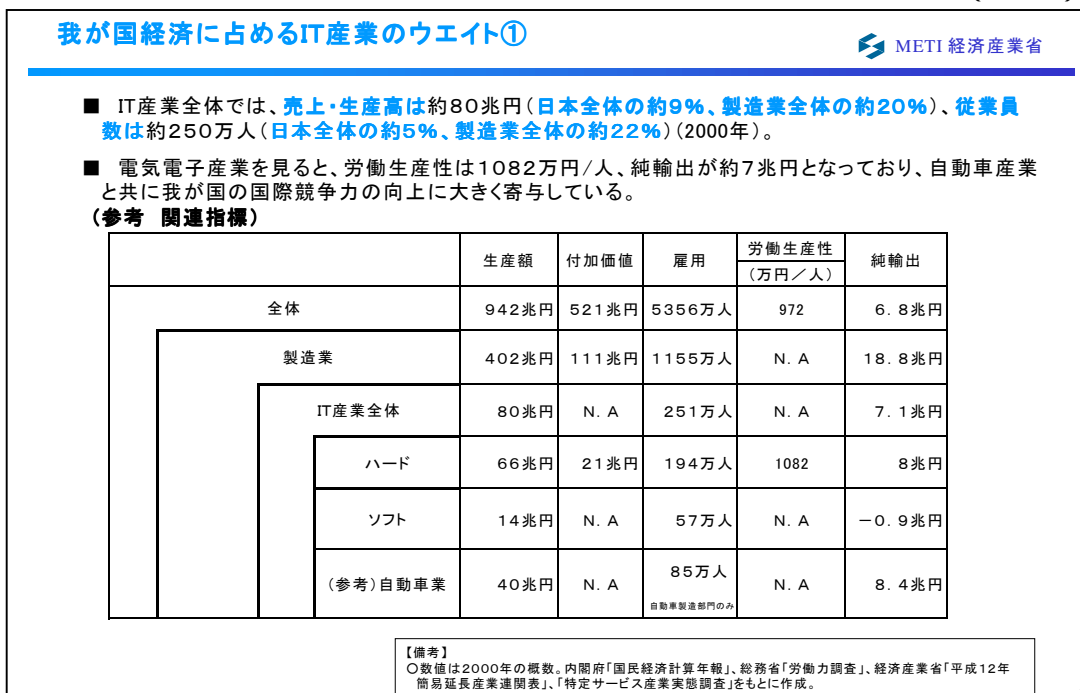 我が国経済に占めるIT産業のウエイト①
METI 経済産業省
■ IT産業全体では、売上・生産高は約80兆円(日本全体の約9%、製造業全体の約20%)、従業員
数は約250万人(日本全体の約5%、製造業全体の約22%)(2000年)。
■ 電気電子産業を見ると、労働生産性は1082万円/人、純輸出が約7兆円となっており、自動車産業
と共に我が国の国際競争力の向上に大きく寄与している。
(参考 関連指標)
生産額 付加価値 雇用 労働生産性 純輸出
(万円/人)
全体 942兆円 521兆円 5356万人 972 6.8兆円
製造業 402兆円 111兆円 1155万人 N.A 18.8兆円
IT産業全体 80兆円 N.A 251万人 N.A 7.1兆円
ハード 66兆円 21兆円 194万人 1082 8兆円
ソフト 14兆円 N.A 57万人 N.A -0.9兆円
(参考)自動車業 40兆円 N.A 85万人 N.A 8.4兆円
自動車製造部門のみ
【備考】
○数値は2000年の概数。内閣府「国民経済計算年報」、総務省「労働力調査」、経済産業省「平成12年
簡易延長産業連関表」、「特定サービス産業実態調査」をもとに作成。